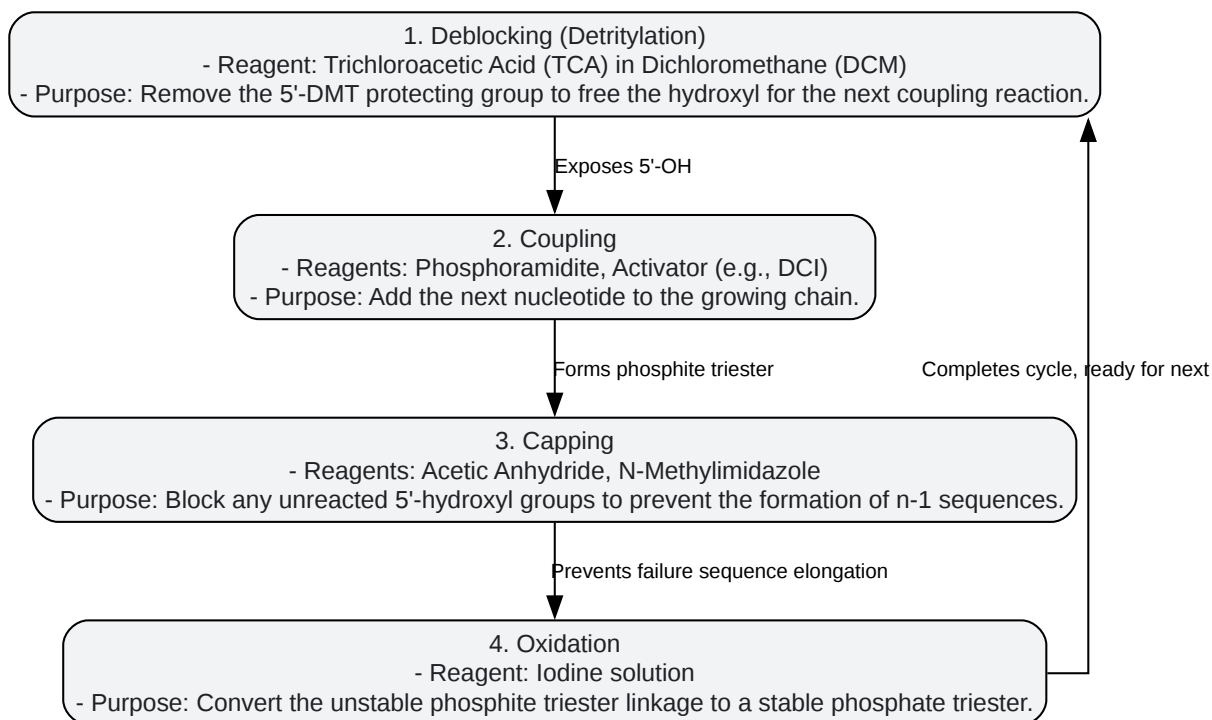 1. Deblocking (Detritylation)
- Reagent: Trichloroacetic Acid (TCA) in Dichloromethane (DCM)
- Purpose: Remove the 5'-DMT protecting group to free the hydroxyl for the next coupling reaction.
Exposes 5'-OH
2. Coupling
- Reagents: Phosphoramidite, Activator (e.g., DCI)
- Purpose: Add the next nucleotide to the growing chain.
Forms phosphite triester
Completes cycle, ready for next
3. Capping
- Reagents: Acetic Anhydride, N-Methylimidazole
- Purpose: Block any unreacted 5'-hydroxyl groups to prevent the formation of n-1 sequences.
Prevents failure sequence elongation
4. Oxidation
- Reagent: Iodine solution
- Purpose: Convert the unstable phosphite triester linkage to a stable phosphate triester.